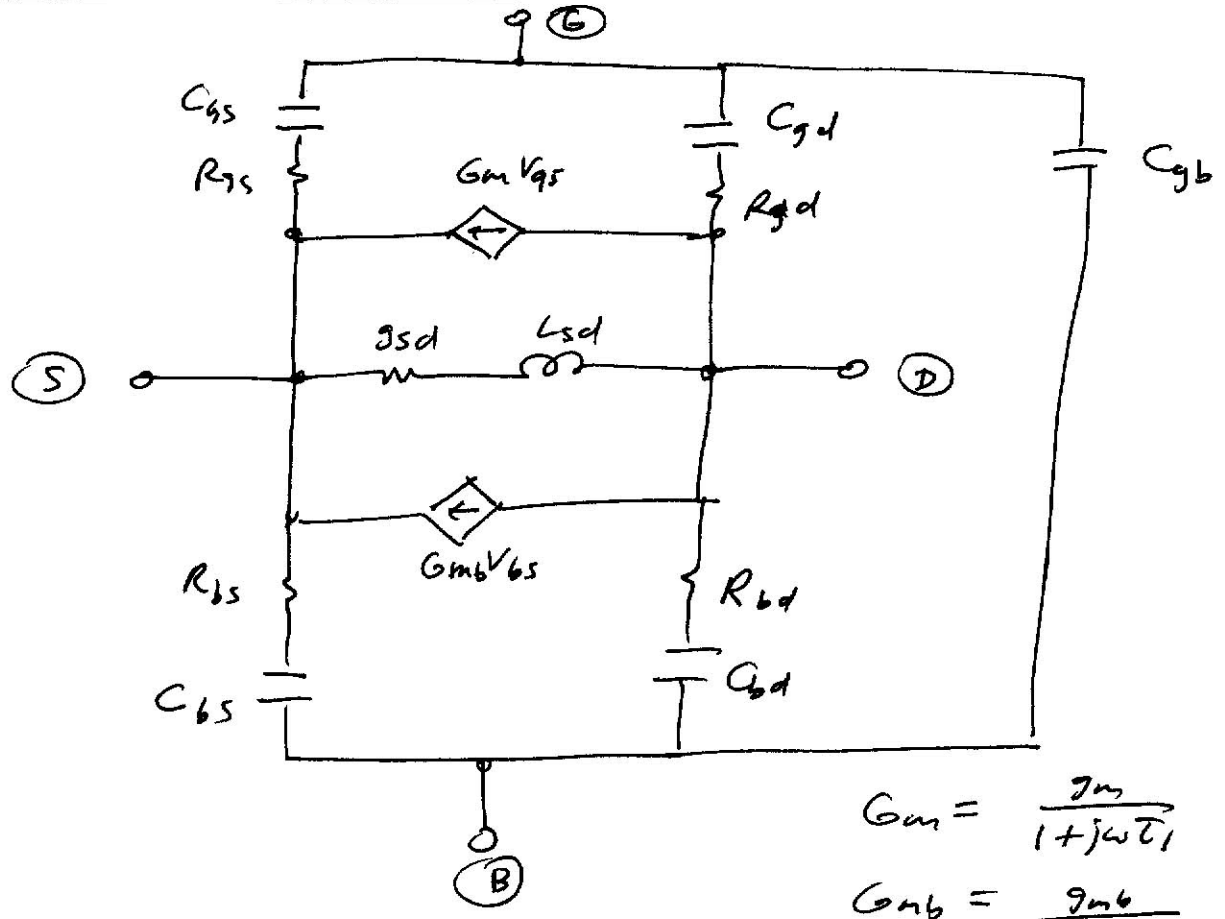 G
Cgs
Cgd
Cgb
Rgs
Gm Vgs
Rgd
gsd
Lsd
S
D
Gmb Vbs
Rbs
Rbd
Cbs
Cbd
B
Gm = gm / 1+jωτ1
Gmb = gmb